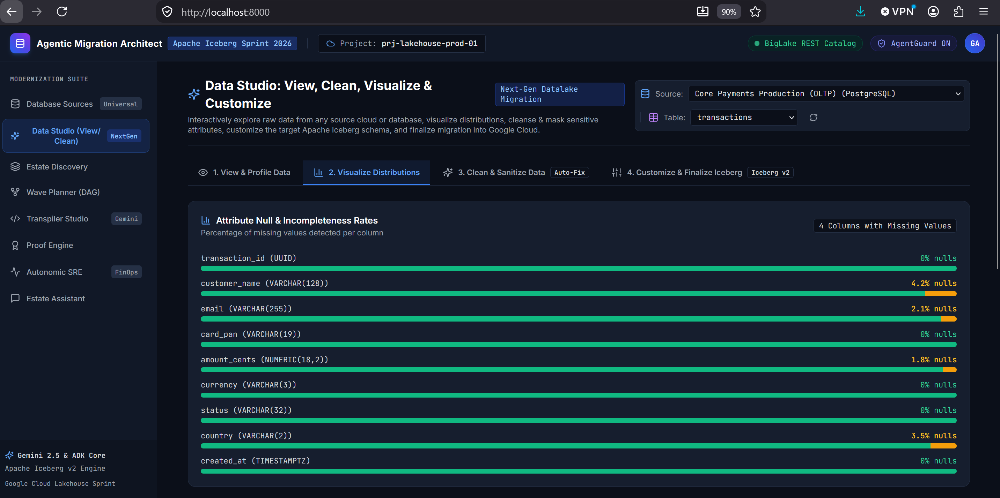 http://localhost:8000
90%
VPN
Agentic Migration Architect
Apache Iceberg Sprint 2026
Project: prj-lakehouse-prod-01
BigLake REST Catalog
AgentGuard ON
GA
MODERNIZATION SUITE
Database Sources
Universal
Data Studio (View/
Clean)
NextGen
Estate Discovery
Wave Planner (DAG)
Transpiler Studio
Gemini
Proof Engine
Autonomic SRE
FinOps
Estate Assistant
Gemini 2.5 & ADK Core
Apache Iceberg v2 Engine
Google Cloud Lakehouse Sprint
Data Studio: View, Clean, Visualize &
Customize
Next-Gen Datalake
Migration
Interactively explore raw data from any source cloud or database, visualize distributions, cleanse & mask sensitive
attributes, customize the target Apache Iceberg schema, and finalize migration into Google Cloud.
Source: Core Payments Production (OLTP) (PostgreSQL)
Table: transactions
1. View & Profile Data
2. Visualize Distributions
3. Clean & Sanitize Data
Auto-Fix
4. Customize & Finalize Iceberg
Iceberg v2
Attribute Null & Incompleteness Rates
Percentage of missing values detected per column
4 Columns with Missing Values
transaction_id (UUID) 0% nulls
customer_name (VARCHAR(128)) 4.2% nulls
email (VARCHAR(255)) 2.1% nulls
card_pan (VARCHAR(19)) 0% nulls
amount_cents (NUMERIC(18,2)) 1.8% nulls
currency (VARCHAR(3)) 0% nulls
status (VARCHAR(32)) 0% nulls
country (VARCHAR(2)) 3.5% nulls
created_at (TIMESTAMPTZ) 0% nulls